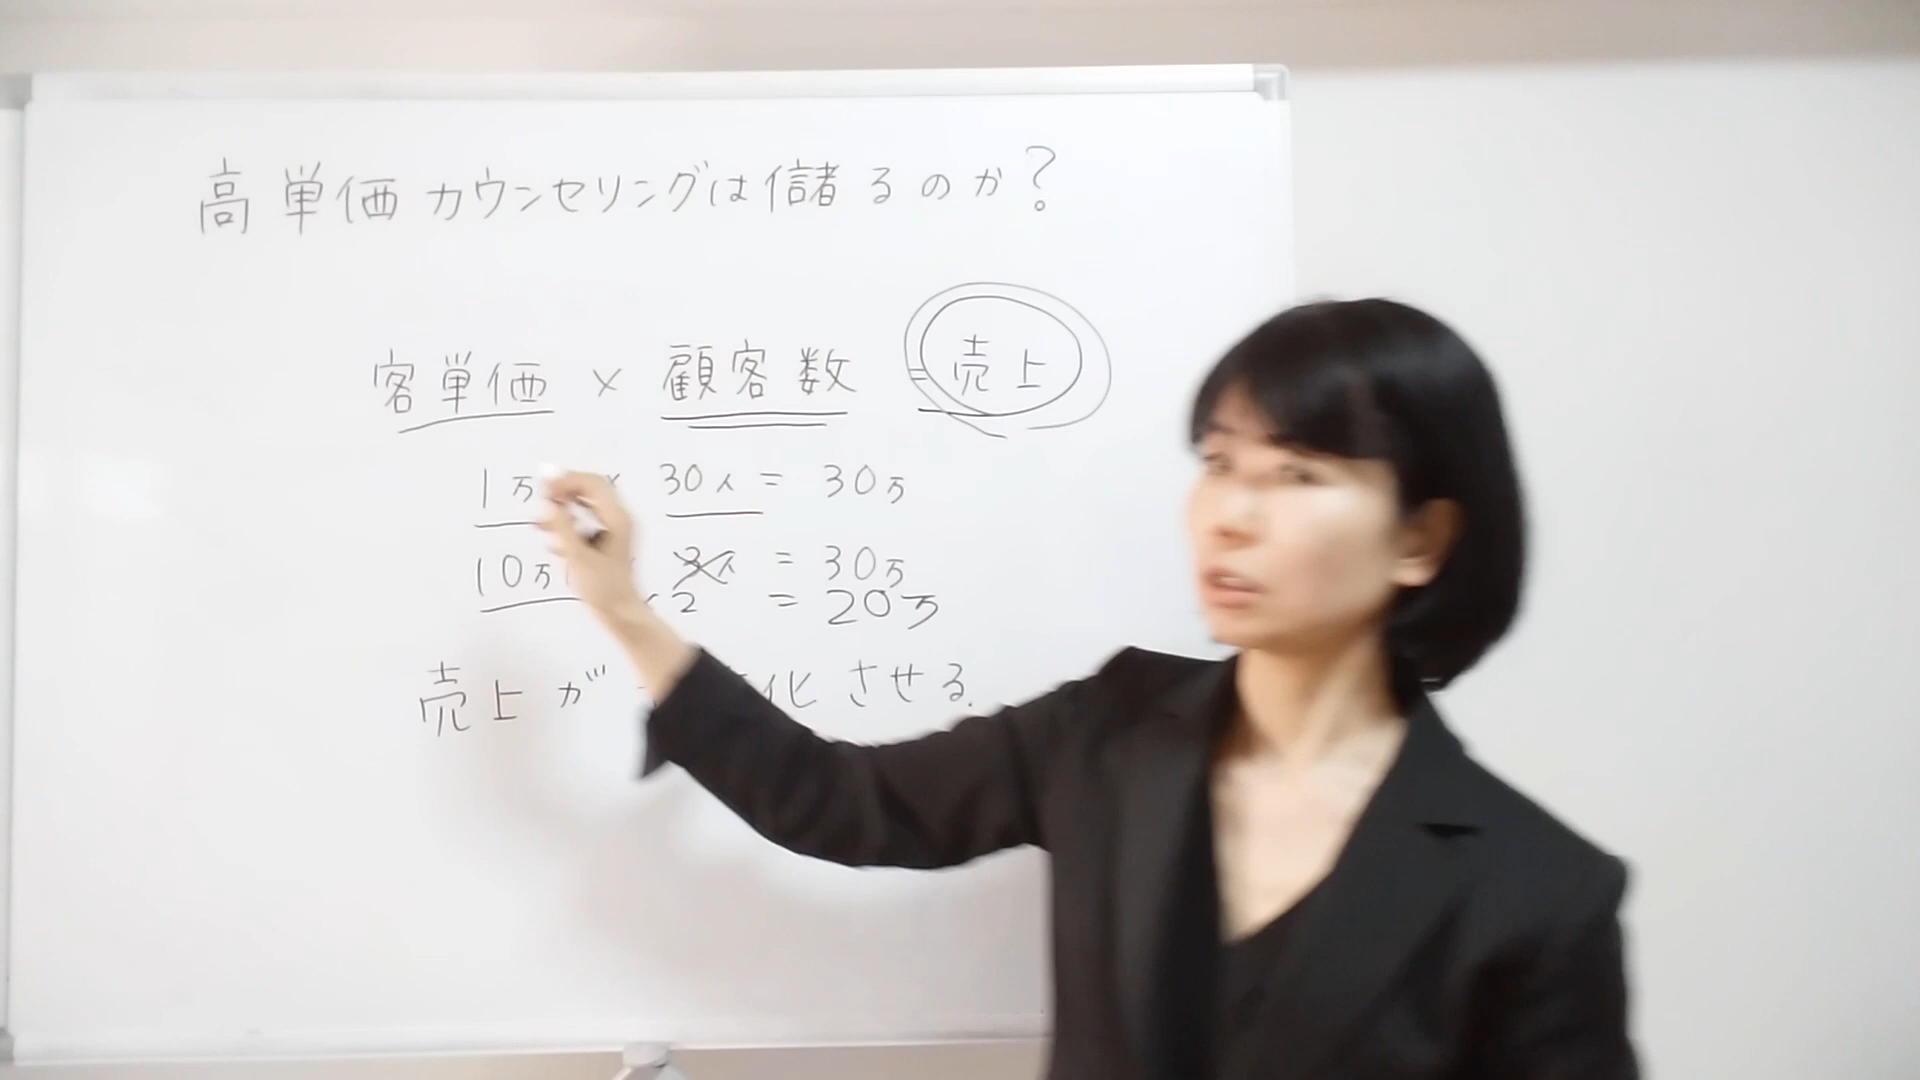 高単価カウンセリングは儲るのか?
客単価 × 顧客数 = 売上
1万 × 30人 = 30万
10万 3人 = 30万
×2 = 20万
売上が 化させる